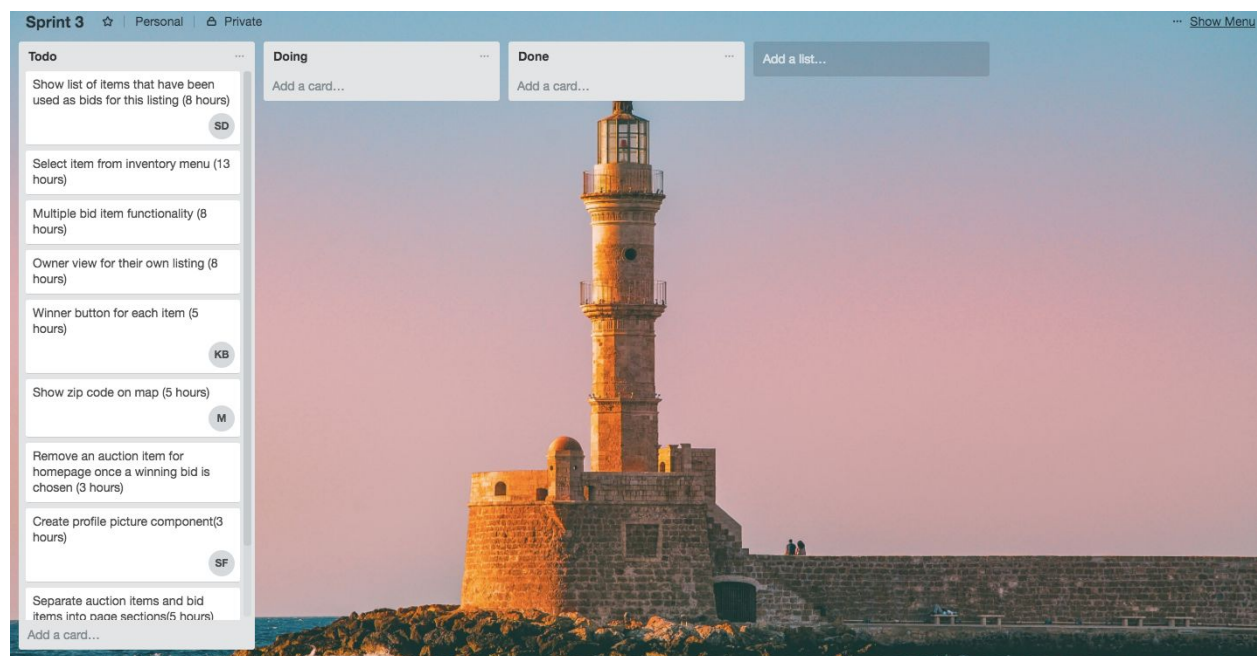 Sprint 3 Personal Private ... Show Menu
Todo ...
Show list of items that have been
used as bids for this listing (8 hours)
SD
Select item from inventory menu (13
hours)
Multiple bid item functionality (8
hours)
Owner view for their own listing (8
hours)
Winner button for each item (5
hours)
KB
Show zip code on map (5 hours)
M
Remove an auction item for
homepage once a winning bid is
chosen (3 hours)
Create profile picture component(3
hours)
SF
Separate auction items and bid
items into page sections(5 hours)
Add a card...
Doing ...
Add a card...
Done ...
Add a card...
Add a list...